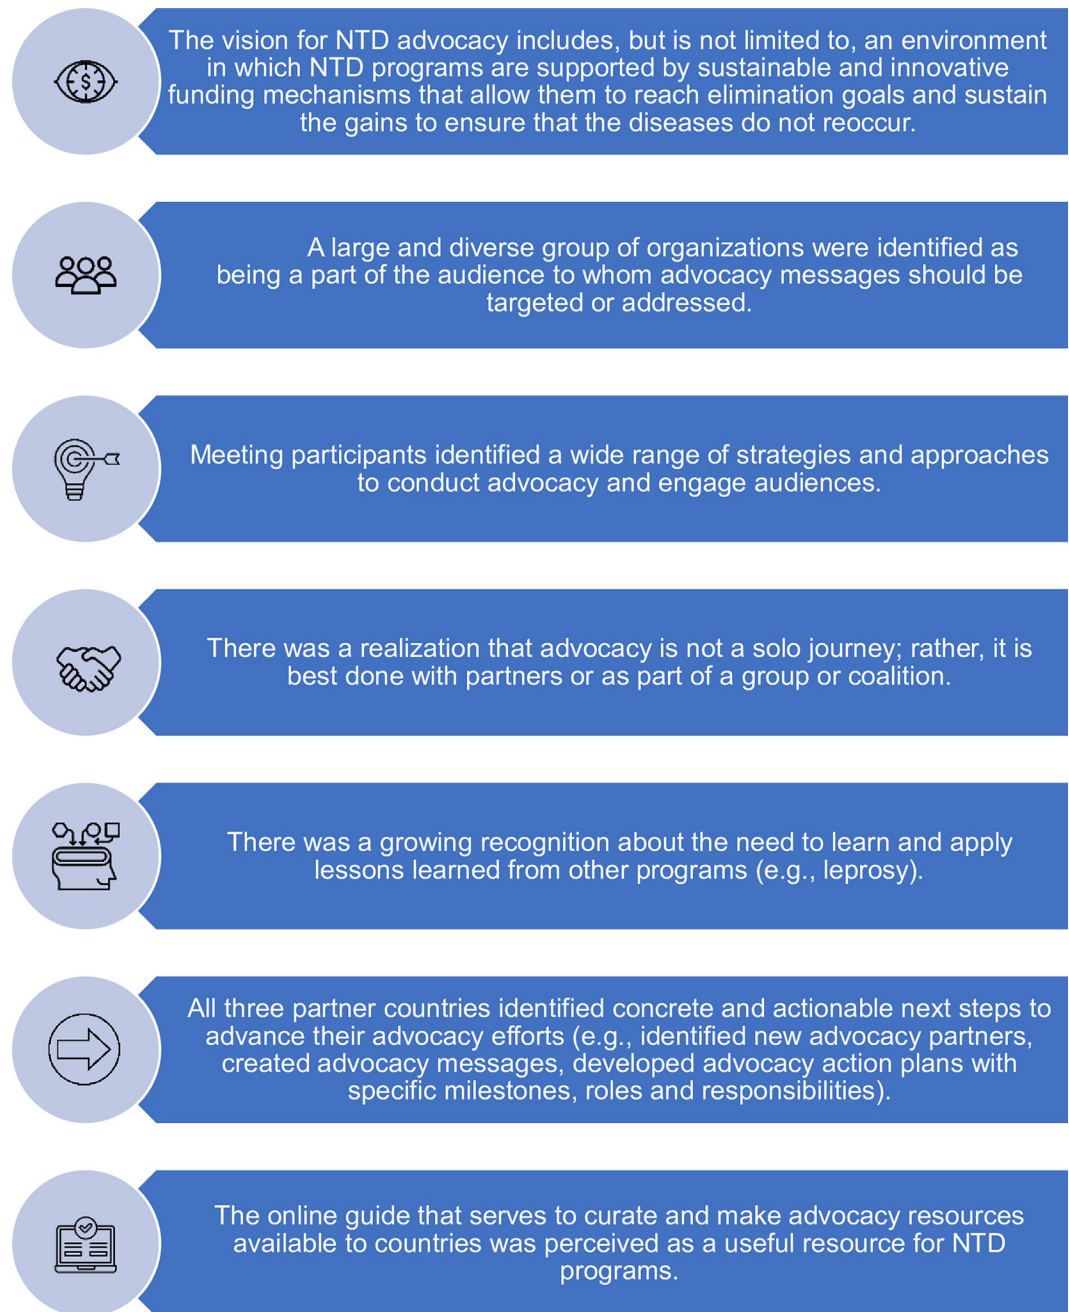 The vision for NTD advocacy includes, but is not limited to, an environment
in which NTD programs are supported by sustainable and innovative
funding mechanisms that allow them to reach elimination goals and sustain
the gains to ensure that the diseases do not reoccur.
A large and diverse group of organizations were identified as
being a part of the audience to whom advocacy messages should be
targeted or addressed.
Meeting participants identified a wide range of strategies and approaches
to conduct advocacy and engage audiences.
There was a realization that advocacy is not a solo journey; rather, it is
best done with partners or as part of a group or coalition.
There was a growing recognition about the need to learn and apply
lessons learned from other programs (e.g., leprosy).
All three partner countries identified concrete and actionable next steps to
advance their advocacy efforts (e.g., identified new advocacy partners,
created advocacy messages, developed advocacy action plans with
specific milestones, roles and responsibilities).
The online guide that serves to curate and make advocacy resources
available to countries was perceived as a useful resource for NTD
programs.